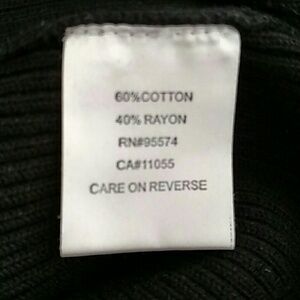 60%COTTON
40% RAYON
RN#95574
CA#11055
CARE ON REVERSE